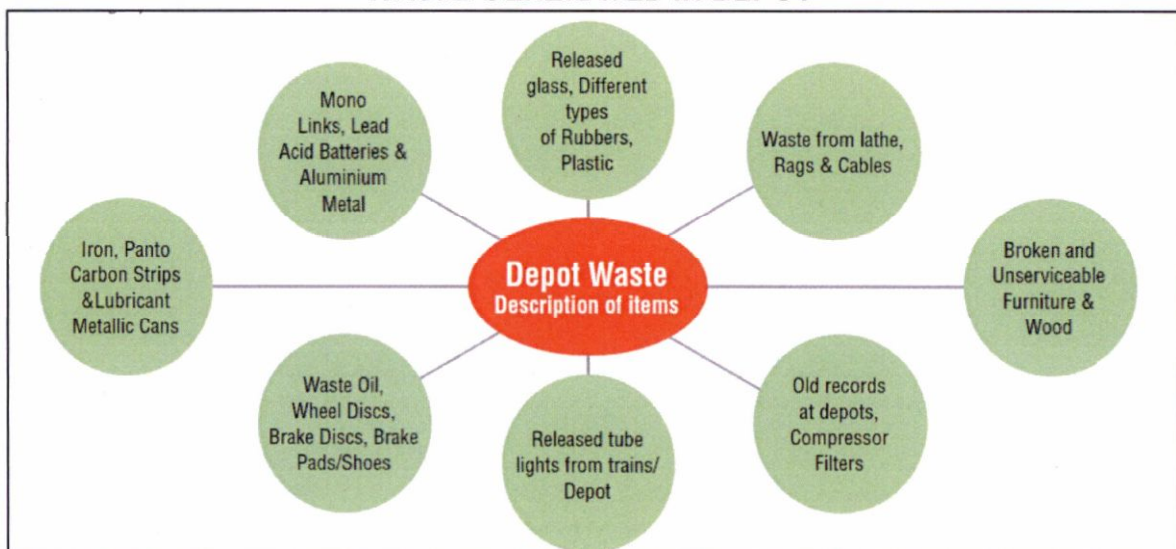 Released
glass, Different
types
of Rubbers,
Plastic
Mono
Links, Lead
Acid Batteries &
Aluminium
Metal
Waste from lathe,
Rags & Cables
Iron, Panto
Carbon Strips
&Lubricant
Metallic Cans
Depot Waste
Description of items
Broken and
Unserviceable
Furniture &
Wood
Waste Oil,
Wheel Discs,
Brake Discs, Brake
Pads/Shoes
Released tube
lights from trains/
Depot
Old records
at depots,
Compressor
Filters